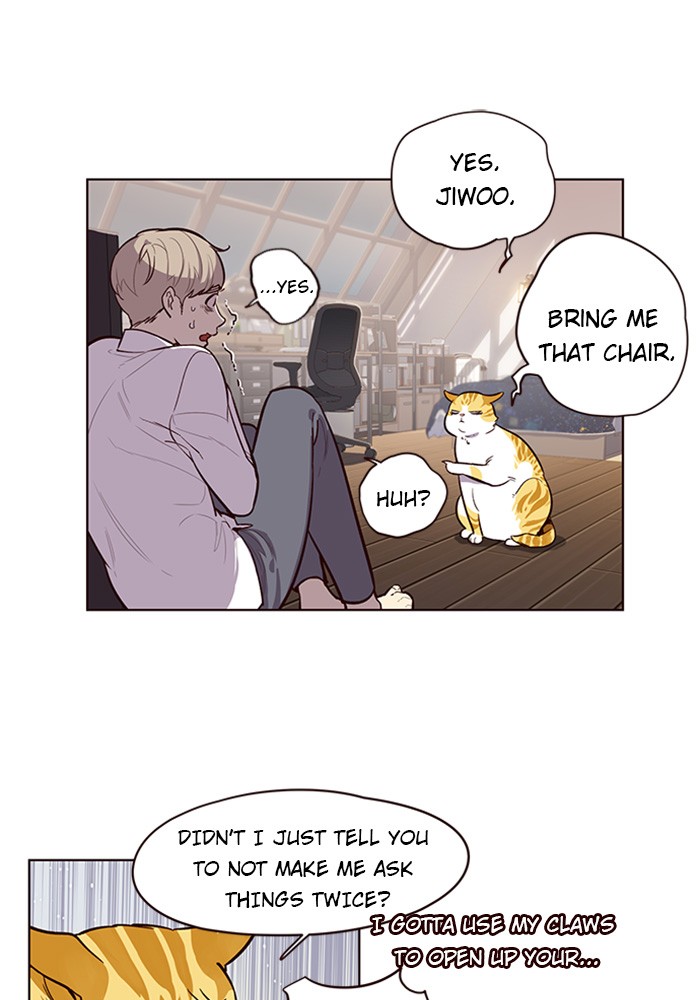 YES,
JIWOO.
...YES.
BRING ME
THAT CHAIR.
HUH?
DIDN'T I JUST TELL YOU
TO NOT MAKE ME ASK
THINGS TWICE?
I GOTTA USE MY CLAWS
TO OPEN UP YOUR...